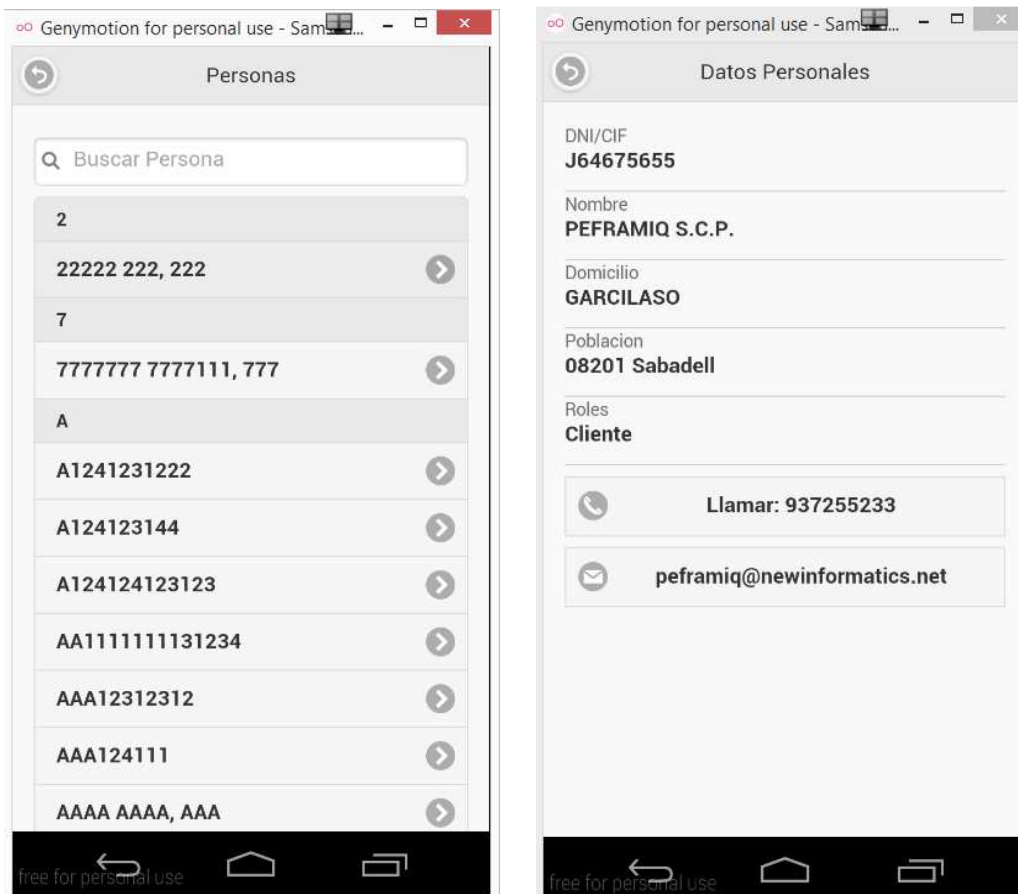 Genymotion for personal use - Sams...
Personas
Buscar Persona
2
22222 222, 222
7
7777777 7777111, 777
A
A1241231222
A124123144
A124124123123
AA1111111131234
AAA12312312
AAA124111
AAAA AAAA, AAA
free for personal use
Genymotion for personal use - Sams...
Datos Personales
DNI/CIF
J64675655
Nombre
PEFRAMIQ S.C.P.
Domicilio
GARCILASO
Poblacion
08201 Sabadell
Roles
Cliente
Llamar: 937255233
peframiq@newinformatics.net
free for personal use